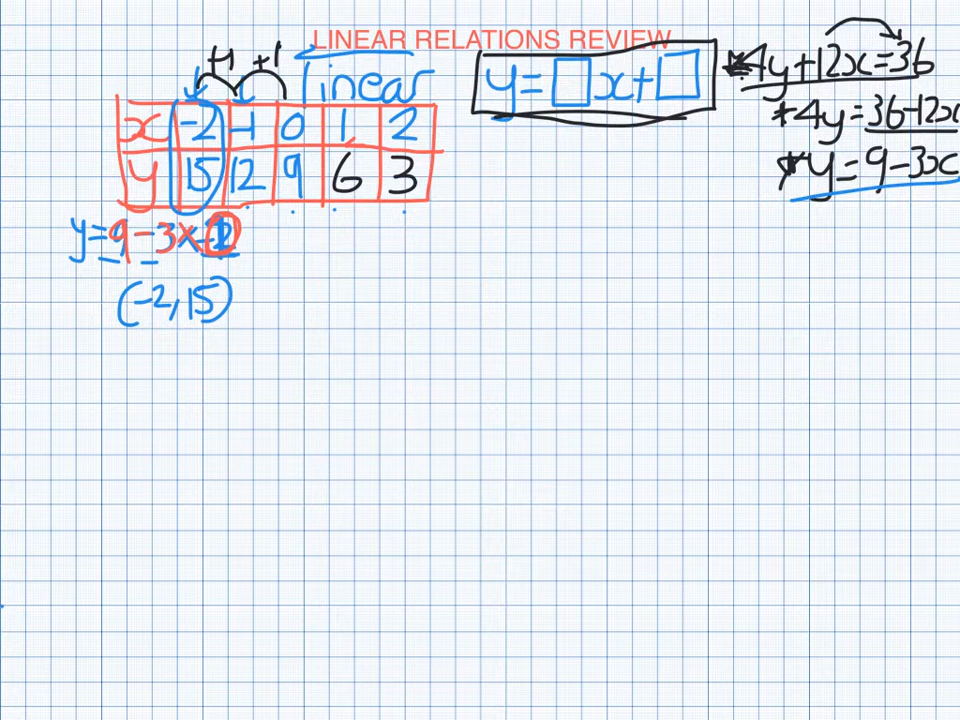 LINEAR RELATIONS REVIEW
+1 +1 linear
x -2 -1 0 1 2
y 15 12 9 6 3
y=□x+□
4y+12x=36
4y=36-12x
y=9-3x
y=9-3x
(-2,15)